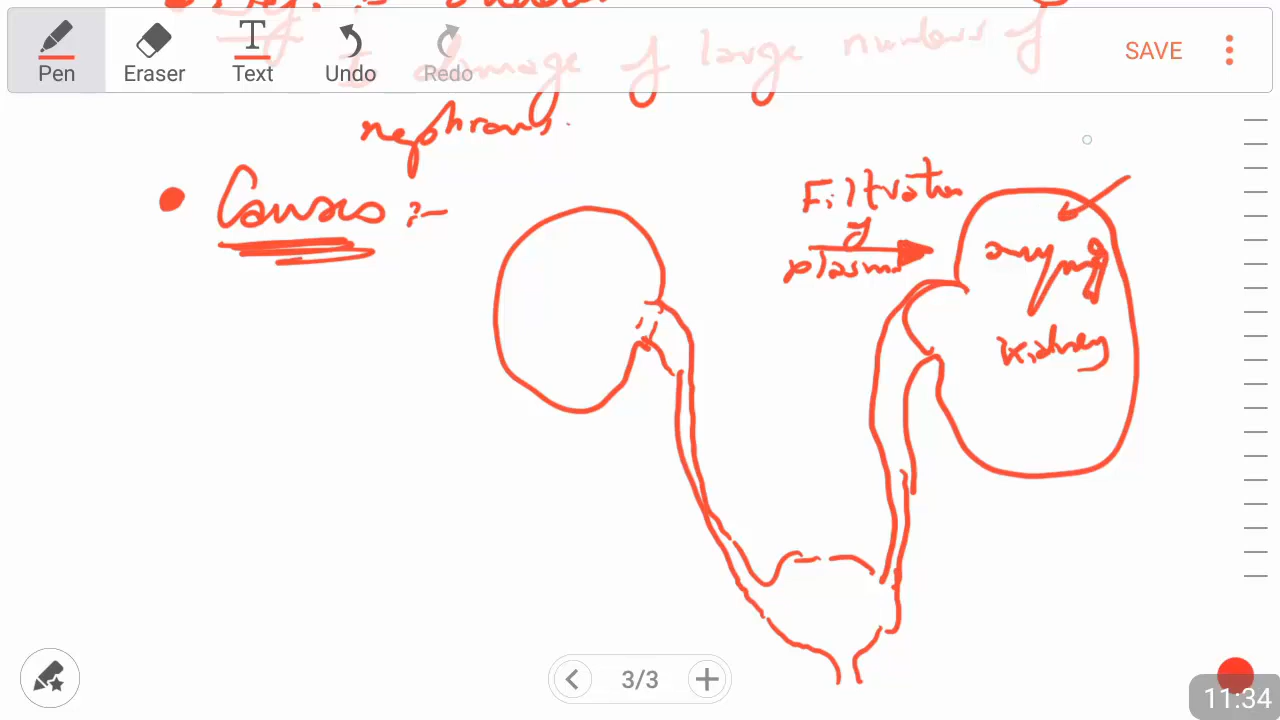 Pen Eraser Text Undo Redo SAVE
damage of large numbers of
nephrons.
• Causes :-
Filtration
of
plasma
kidney
3/3
11:34